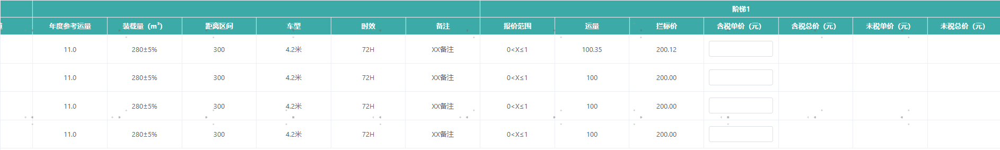 阶梯1
年度参考运量 装载量（m³） 距离区间 车型 时效 备注 报价范围 运量 拦标价 含税单价（元） 含税总价（元） 未税单价（元） 未税总价（元）
11.0 280±5% 300 4.2米 72H XX备注 0<X≤1 100.35 200.12
11.0 280±5% 300 4.2米 72H XX备注 0<X≤1 100 200.00
11.0 280±5% 300 4.2米 72H XX备注 0<X≤1 100 200.00
11.0 280±5% 300 4.2米 72H XX备注 0<X≤1 100 200.00